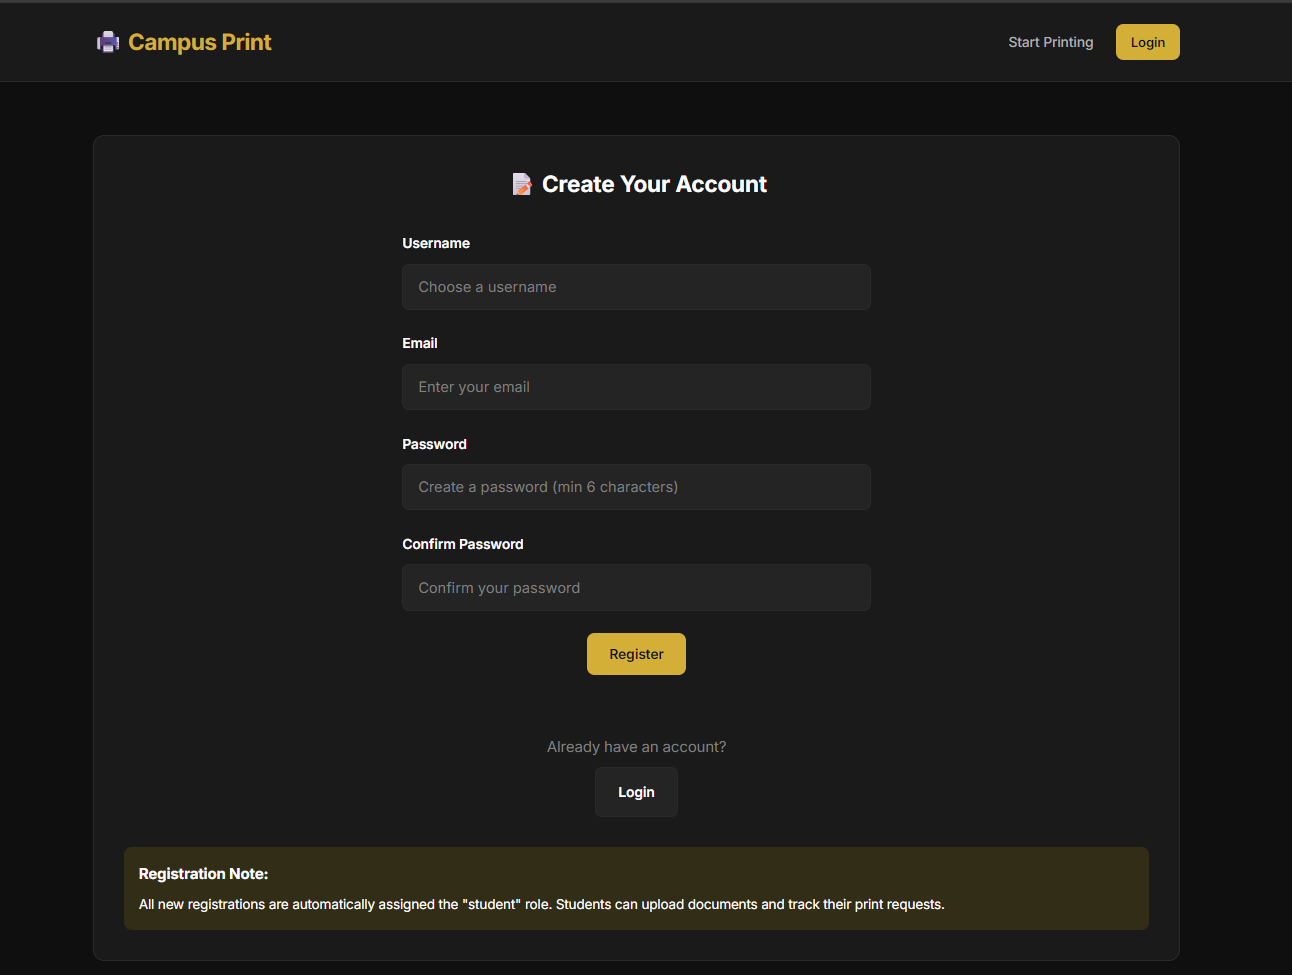 Campus Print
Start Printing
Login
Create Your Account
Username
Choose a username
Email
Enter your email
Password
Create a password (min 6 characters)
Confirm Password
Confirm your password
Register
Already have an account?
Login
Registration Note:
All new registrations are automatically assigned the "student" role. Students can upload documents and track their print requests.